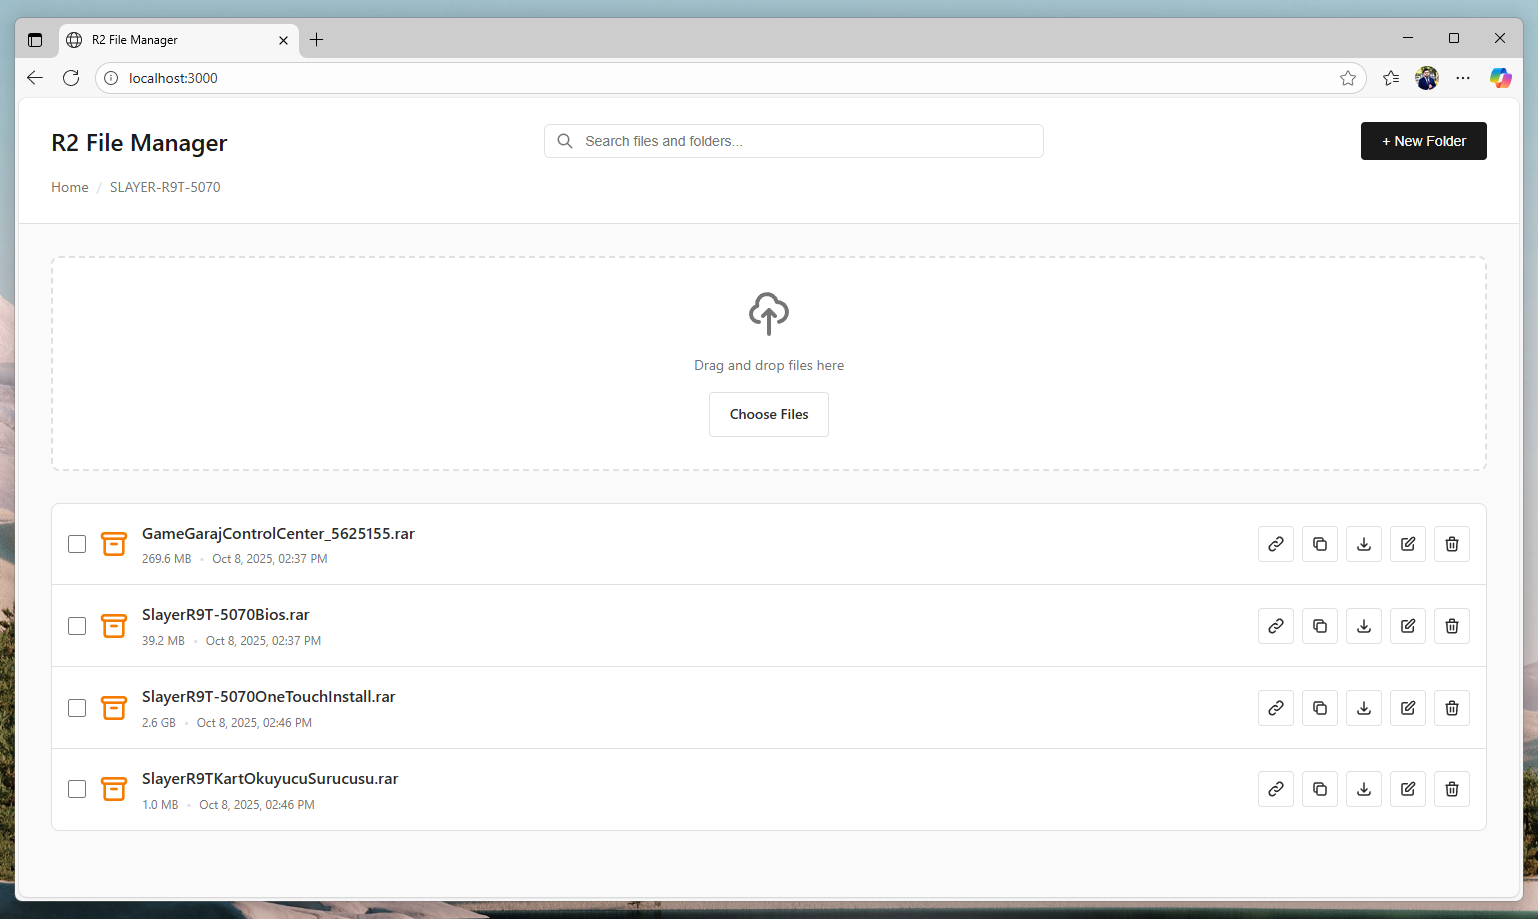 R2 File Manager
localhost:3000
R2 File Manager
Search files and folders...
+ New Folder
Home / SLAYER-R9T-5070
Drag and drop files here
Choose Files
GameGarajControlCenter_5625155.rar
269.6 MB • Oct 8, 2025, 02:37 PM
SlayerR9T-5070Bios.rar
39.2 MB • Oct 8, 2025, 02:37 PM
SlayerR9T-5070OneTouchInstall.rar
2.6 GB • Oct 8, 2025, 02:46 PM
SlayerR9TKartOkuyucuSurucusu.rar
1.0 MB • Oct 8, 2025, 02:46 PM